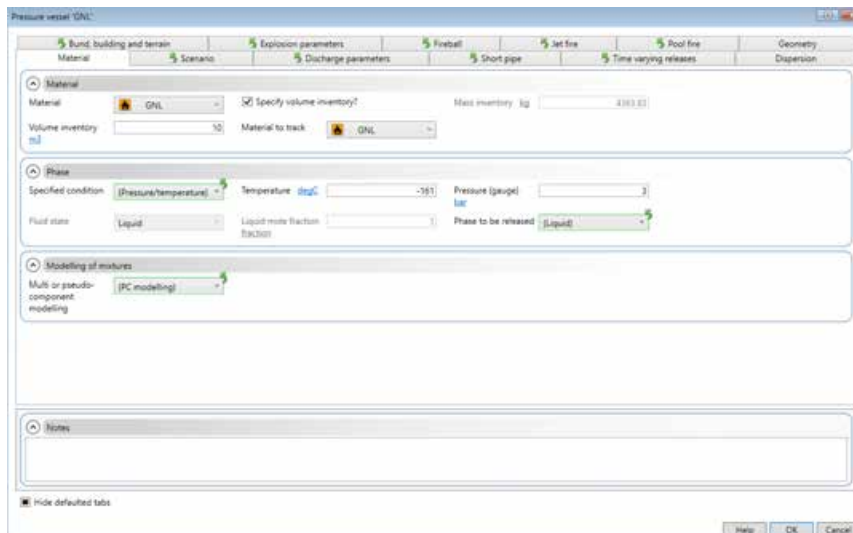 Pressure vessel 'GNL'
Bund, building and terrain Explosion parameters Fireball Jet fire Pool fire Geometry
Material Scenario Discharge parameters Short pipe Time varying releases Dispersion
Material
Material GNL Specify volume inventory? Mass inventory kg 4393.83
Volume inventory 10 Material to track GNL
m3
Phase
Specified condition (Pressure/temperature) Temperature degC -161 Pressure (gauge) 3
bar
Fluid state Liquid Liquid mole fraction 1 Phase to be released (Liquid)
fraction
Modelling of mixtures
Multi or pseudo- (PC modelling)
component
modelling
Notes
Hide defaulted tabs
Help OK Cancel